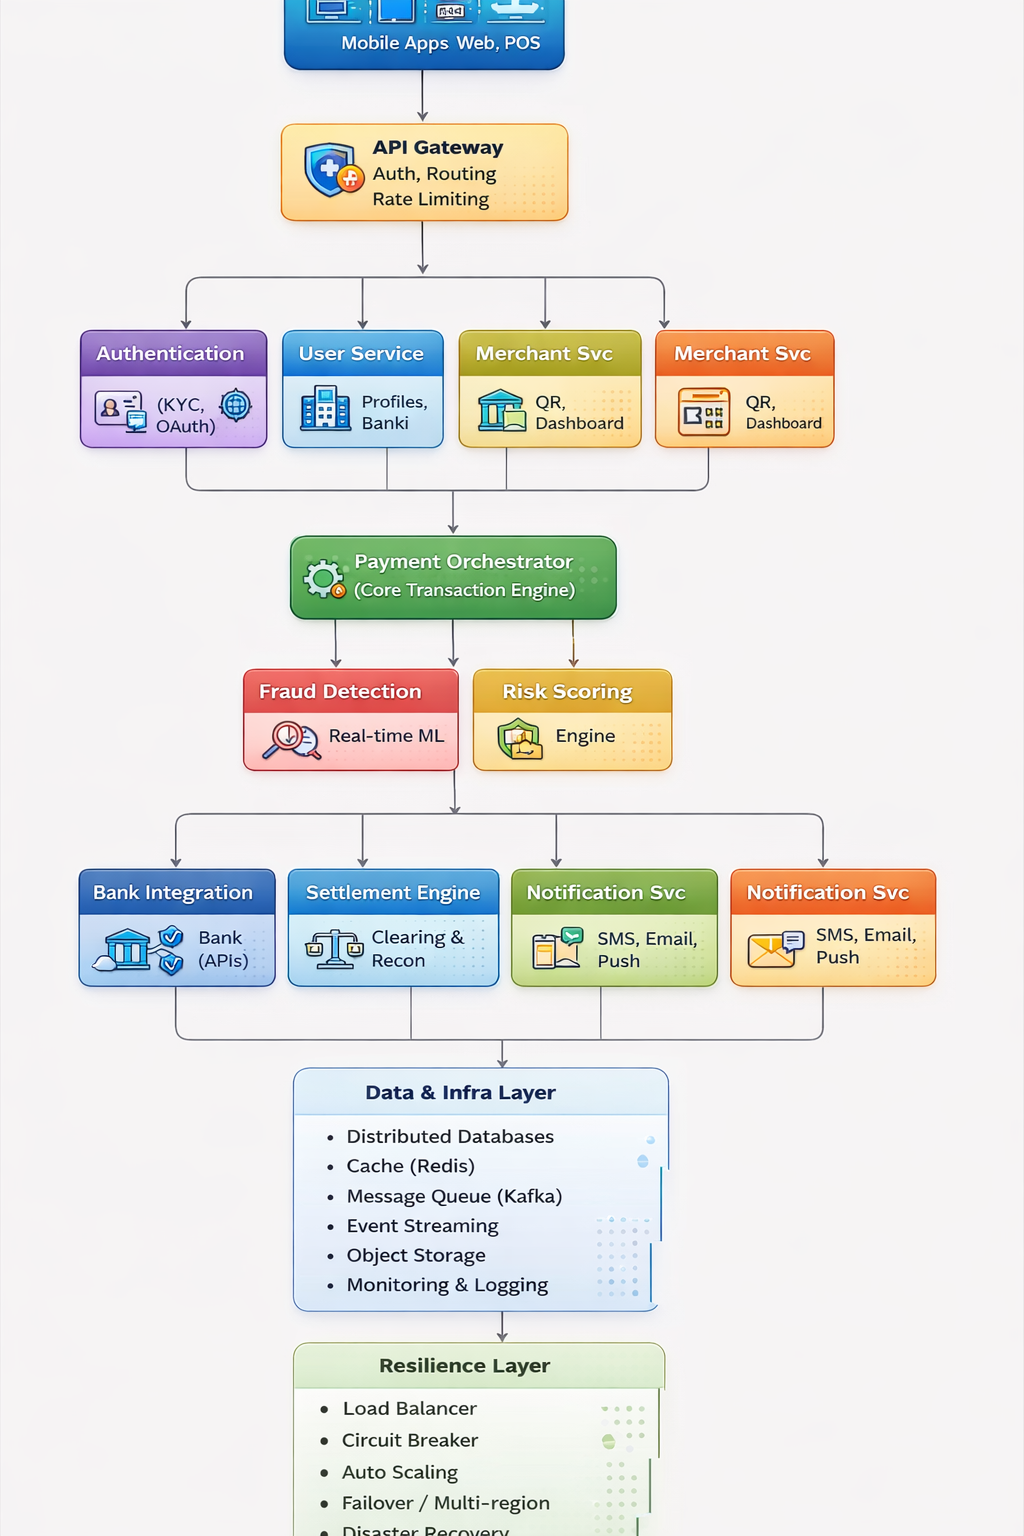 Mobile Apps Web, POS
API Gateway
Auth, Routing
Rate Limiting
Authentication
(KYC,
OAuth)
User Service
Profiles,
Banki
Merchant Svc
QR,
Dashboard
Merchant Svc
QR,
Dashboard
Payment Orchestrator
(Core Transaction Engine)
Fraud Detection
Real-time ML
Risk Scoring
Engine
Bank Integration
Bank
(APIs)
Settlement Engine
Clearing &
Recon
Notification Svc
SMS, Email,
Push
Notification Svc
SMS, Email,
Push
Data & Infra Layer
• Distributed Databases
• Cache (Redis)
• Message Queue (Kafka)
• Event Streaming
• Object Storage
• Monitoring & Logging
Resilience Layer
• Load Balancer
• Circuit Breaker
• Auto Scaling
• Failover / Multi-region
• Disaster Recovery